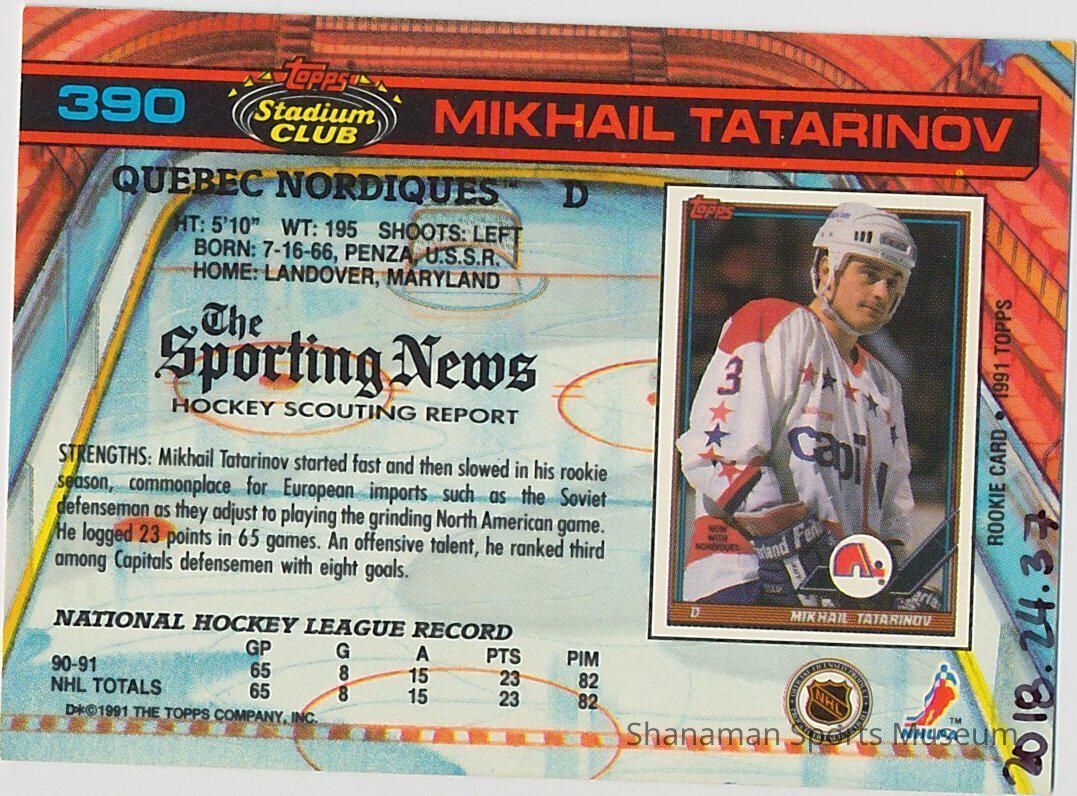 390
Topps
Stadium
CLUB
MIKHAIL TATARINOV
QUEBEC NORDIQUES™ D
HT: 5'10" WT: 195 SHOOTS: LEFT
BORN: 7-16-66, PENZA, U.S.S.R.
HOME: LANDOVER, MARYLAND
The
Sporting News
HOCKEY SCOUTING REPORT
STRENGTHS: Mikhail Tatarinov started fast and then slowed in his rookie
season, commonplace for European imports such as the Soviet
defenseman as they adjust to playing the grinding North American game.
He logged 23 points in 65 games. An offensive talent, he ranked third
among Capitals defensemen with eight goals.
NATIONAL HOCKEY LEAGUE RECORD
GP G A PTS PIM
90-91 65 8 15 23 82
NHL TOTALS 65 8 15 23 82
D*©1991 THE TOPPS COMPANY, INC.
Topps
3
NOW
WITH
NORDIQUES
D MIKHAIL TATARINOV
ROOKIE CARD • 1991 TOPPS
NHL
NHLPA™
2018.24.37
Shanaman Sports Museum